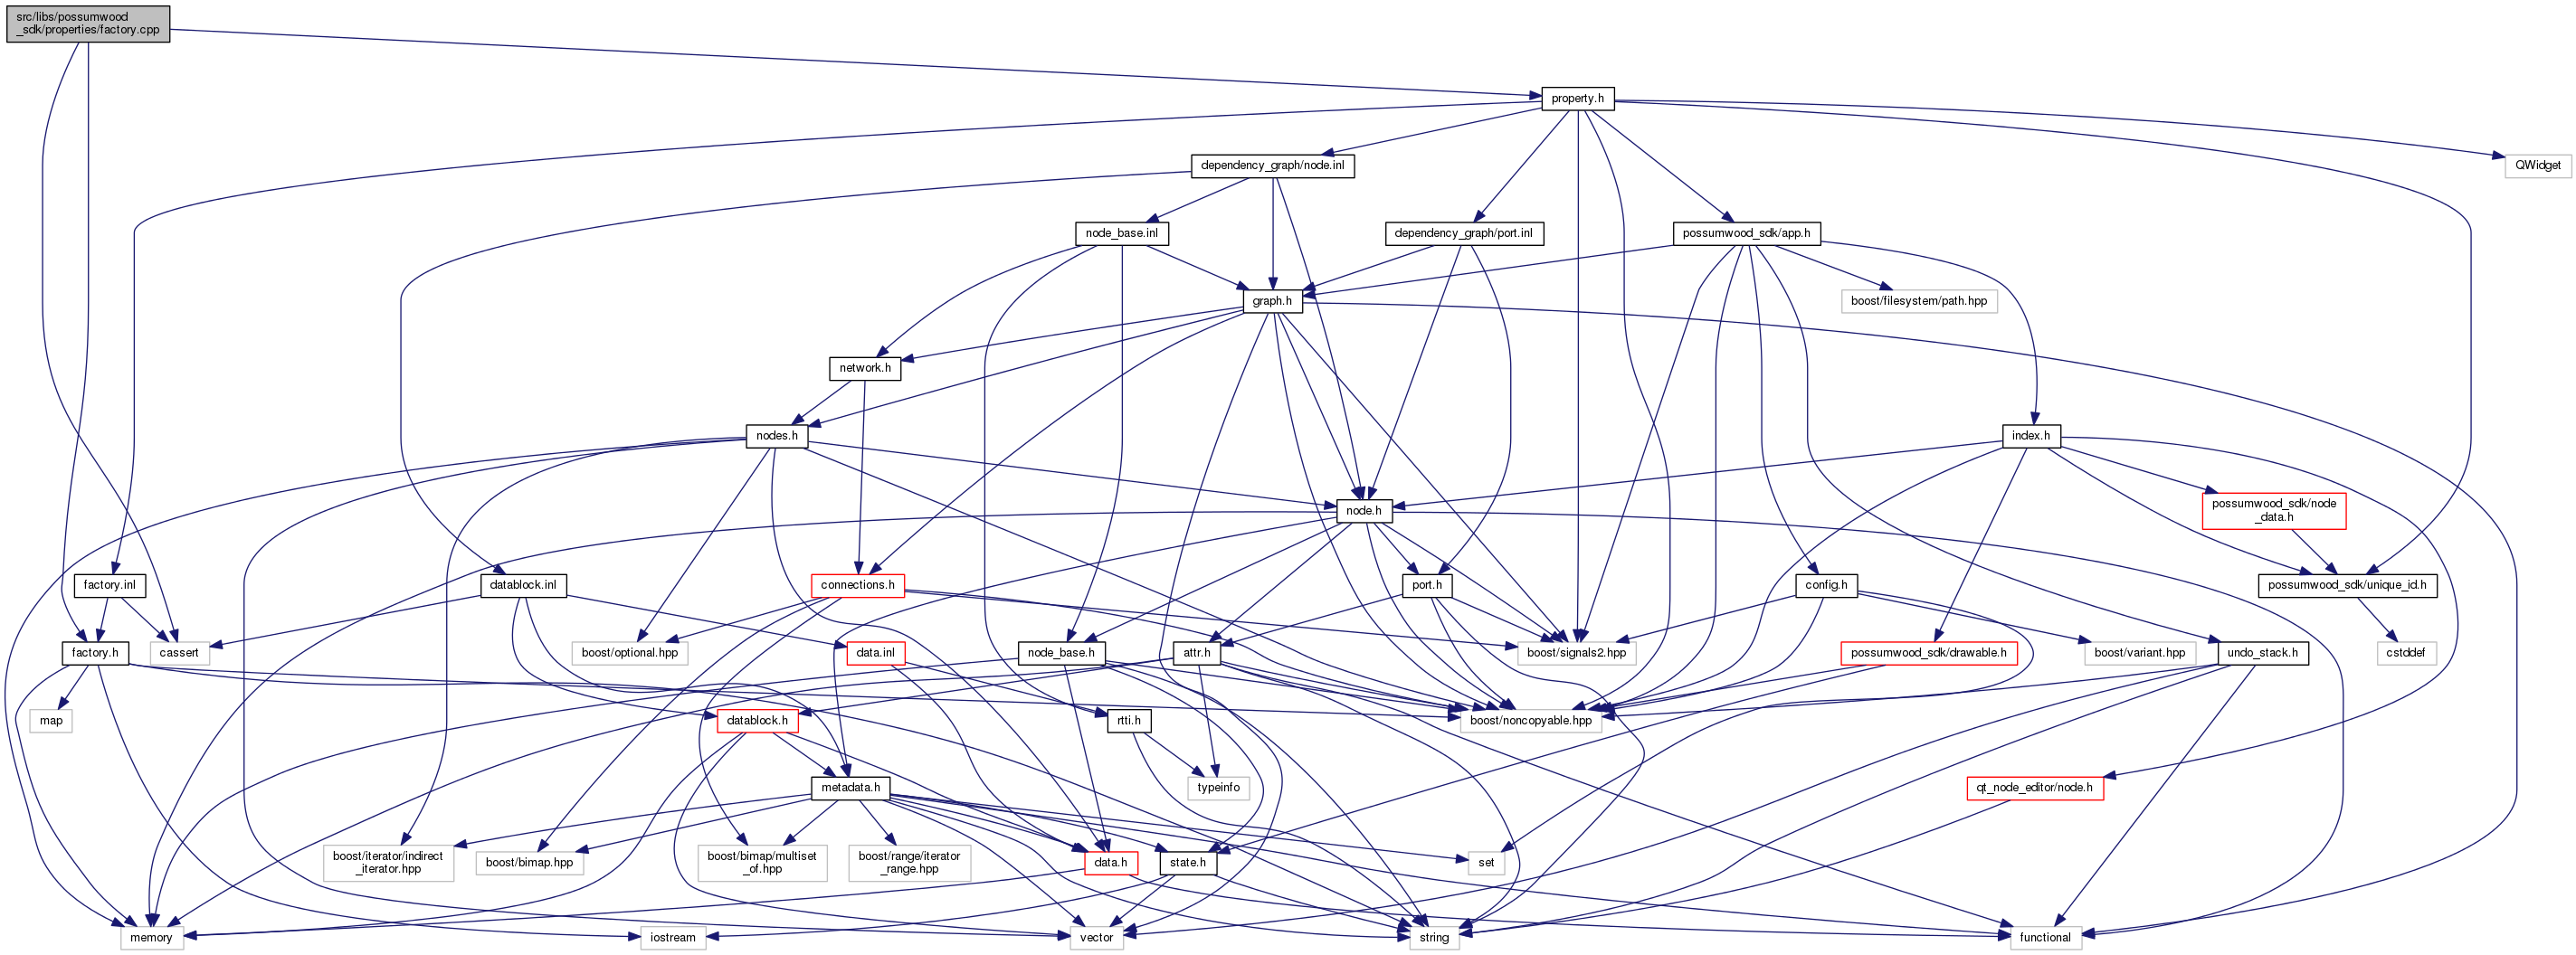 src/libs/possumwood
_sdk/properties/factory.cpp
property.h
dependency_graph/node.inl
QWidget
node_base.inl
dependency_graph/port.inl
possumwood_sdk/app.h
graph.h
boost/filesystem/path.hpp
network.h
nodes.h
index.h
node.h
possumwood_sdk/node
_data.h
factory.inl
datablock.inl
connections.h
port.h
config.h
possumwood_sdk/unique_id.h
factory.h
cassert
boost/optional.hpp
data.inl
node_base.h
attr.h
boost/signals2.hpp
possumwood_sdk/drawable.h
boost/variant.hpp
undo_stack.h
cstddef
map
datablock.h
rtti.h
boost/noncopyable.hpp
metadata.h
typeinfo
qt_node_editor/node.h
boost/iterator/indirect
_iterator.hpp
boost/bimap.hpp
boost/bimap/multiset
_of.hpp
boost/range/iterator
_range.hpp
data.h
state.h
set
memory
iostream
vector
string
functional